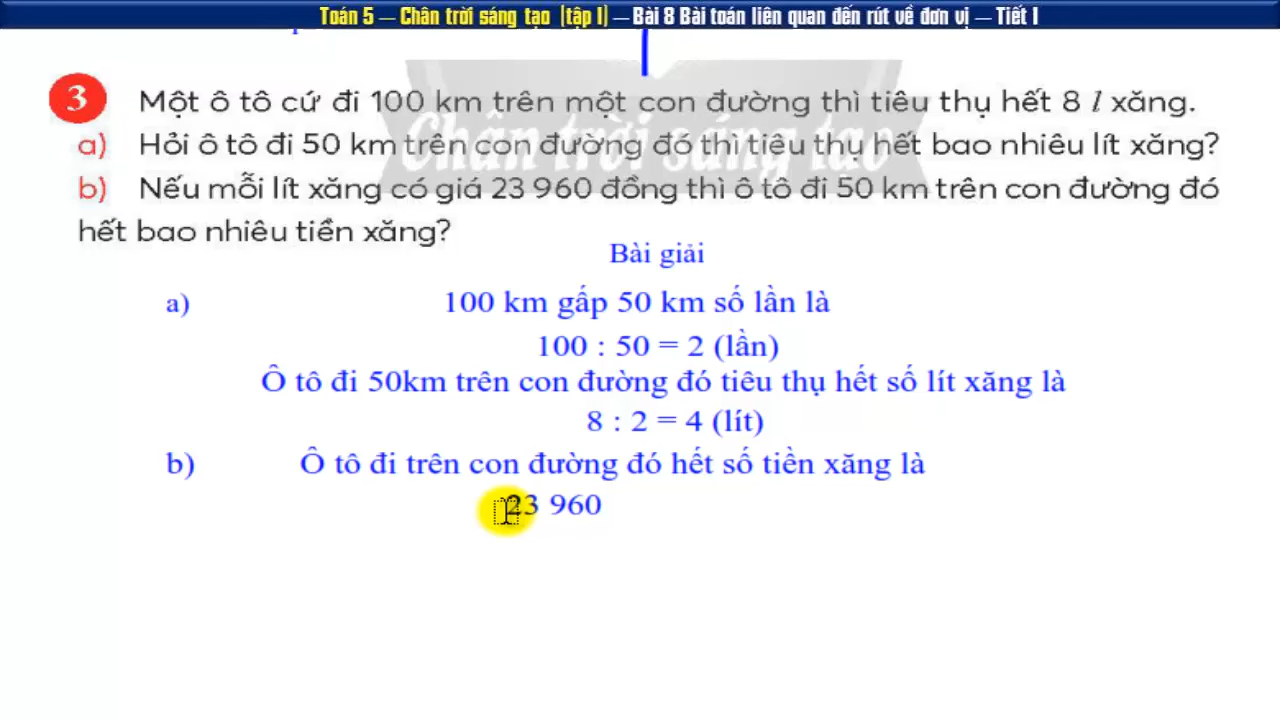 Toán 5 – Chân trời sáng tạo (tập 1) – Bài 8 Bài toán liên quan đến rút về đơn vị – Tiết 1
3 Một ô tô cứ đi 100 km trên một con đường thì tiêu thụ hết 8 l xăng.
Chân trời sáng tạo
a) Hỏi ô tô đi 50 km trên con đường đó thì tiêu thụ hết bao nhiêu lít xăng?
b) Nếu mỗi lít xăng có giá 23 960 đồng thì ô tô đi 50 km trên con đường đó
hết bao nhiêu tiền xăng?
Bài giải
a) 100 km gấp 50 km số lần là
100 : 50 = 2 (lần)
Ô tô đi 50km trên con đường đó tiêu thụ hết số lít xăng là
8 : 2 = 4 (lít)
b) Ô tô đi trên con đường đó hết số tiền xăng là
23 960